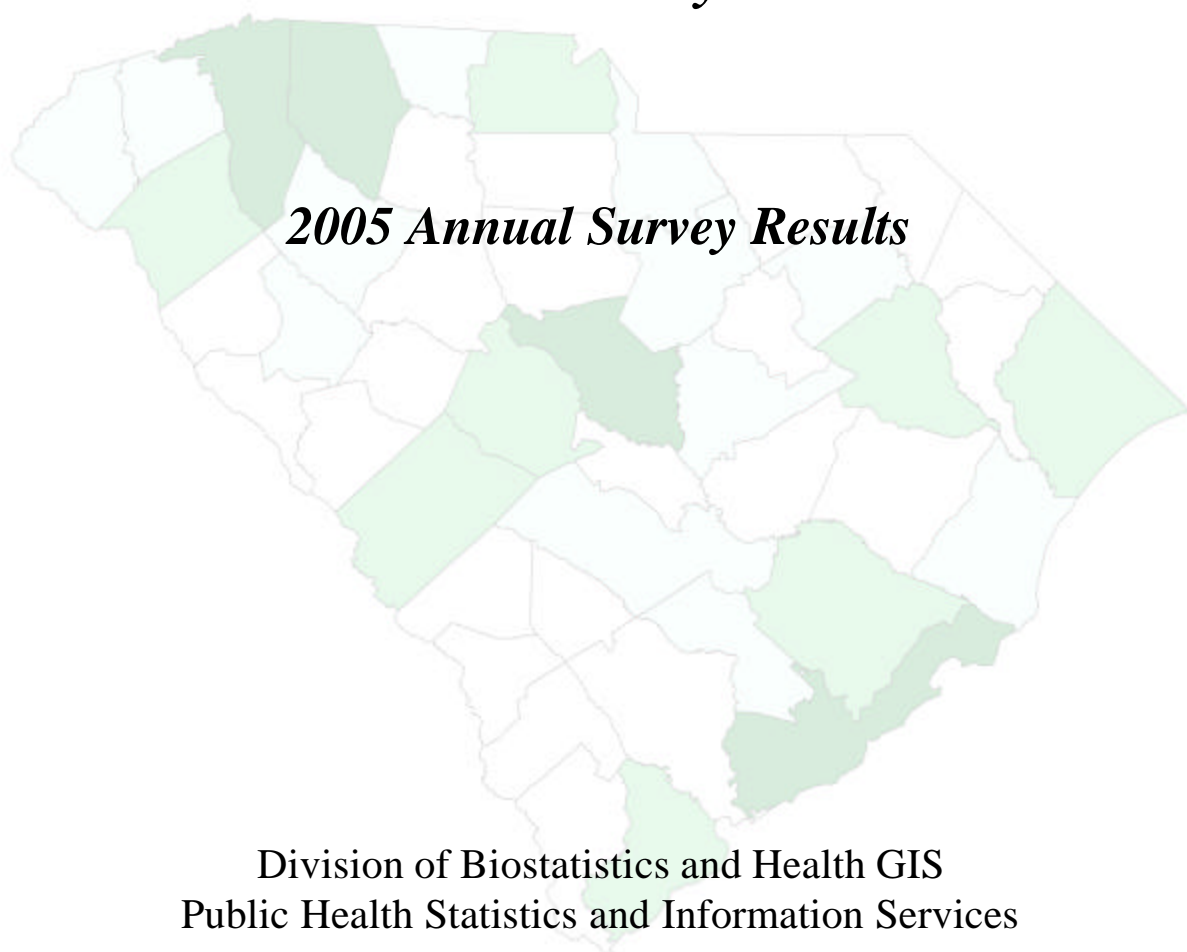 2005 Annual Survey Results
Division of Biostatistics and Health GIS
Public Health Statistics and Information Services